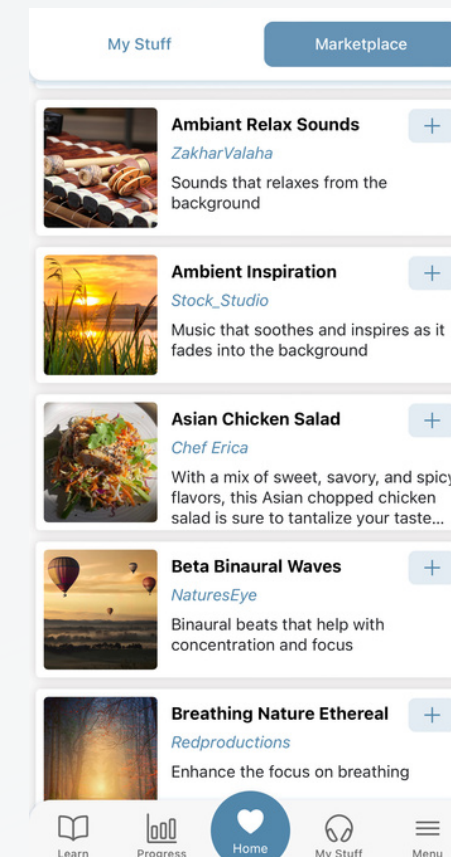 My Stuff
Marketplace
Ambiant Relax Sounds
ZakharValaha
Sounds that relaxes from the
background
Ambient Inspiration
Stock_Studio
Music that soothes and inspires as it
fades into the background
Asian Chicken Salad
Chef Erica
With a mix of sweet, savory, and spicy
flavors, this Asian chopped chicken
salad is sure to tantalize your taste...
Beta Binaural Waves
NaturesEye
Binaural beats that help with
concentration and focus
Breathing Nature Ethereal
Redproductions
Enhance the focus on breathing
Learn
Progress
Home
My Stuff
Menu